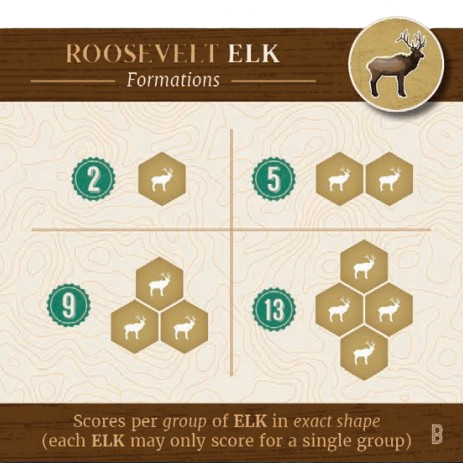 ROOSEVELT ELK
Formations
2
5
9
13
Scores per group of ELK in exact shape
(each ELK may only score for a single group)
B